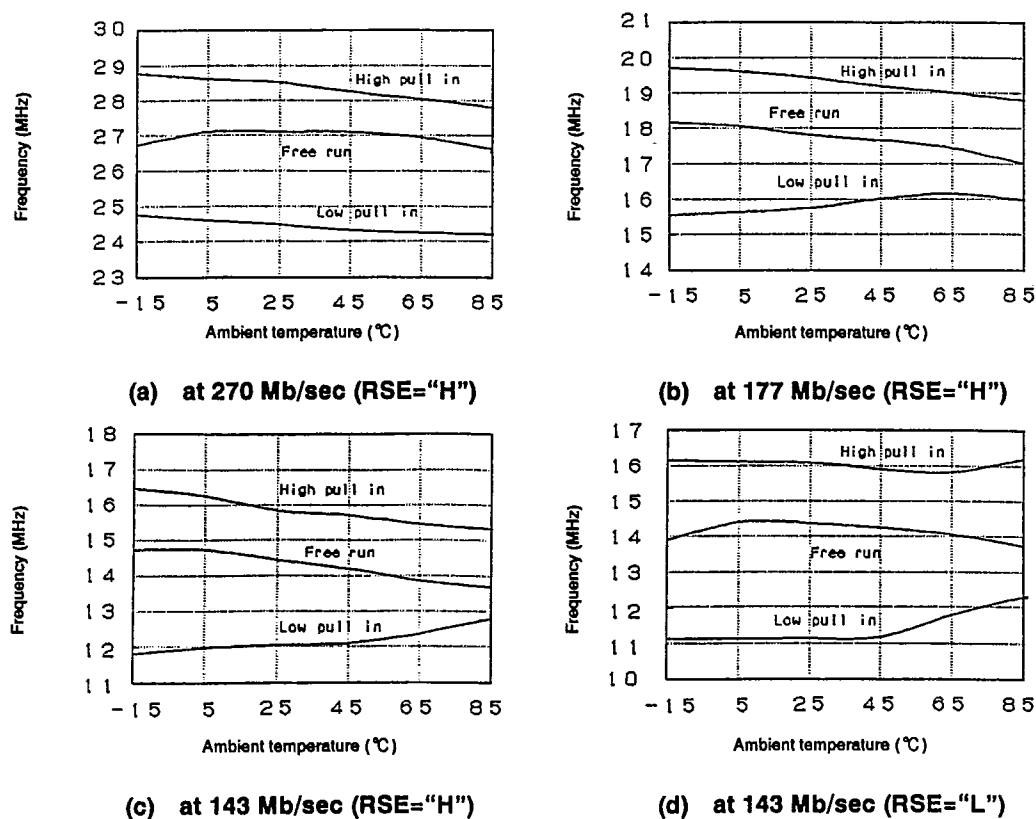 Frequency (MHz)
30
29
28
27
26
25
24
23
High pull in
Free run
Low pull in
-15 5 25 45 65 85
Ambient temperature (℃)
(a) at 270 Mb/sec (RSE="H")
Frequency (MHz)
21
20
19
18
17
16
15
14
High pull in
Free run
Low pull in
-15 5 25 45 65 85
Ambient temperature (℃)
(b) at 177 Mb/sec (RSE="H")
Frequency (MHz)
18
17
16
15
14
13
12
11
High pull in
Free run
Low pull in
-15 5 25 45 65 85
Ambient temperature (℃)
(c) at 143 Mb/sec (RSE="H")
Frequency (MHz)
17
16
15
14
13
12
11
10
High pull in
Free run
Low pull in
-15 5 25 45 65 85
Ambient temperature (℃)
(d) at 143 Mb/sec (RSE="L")